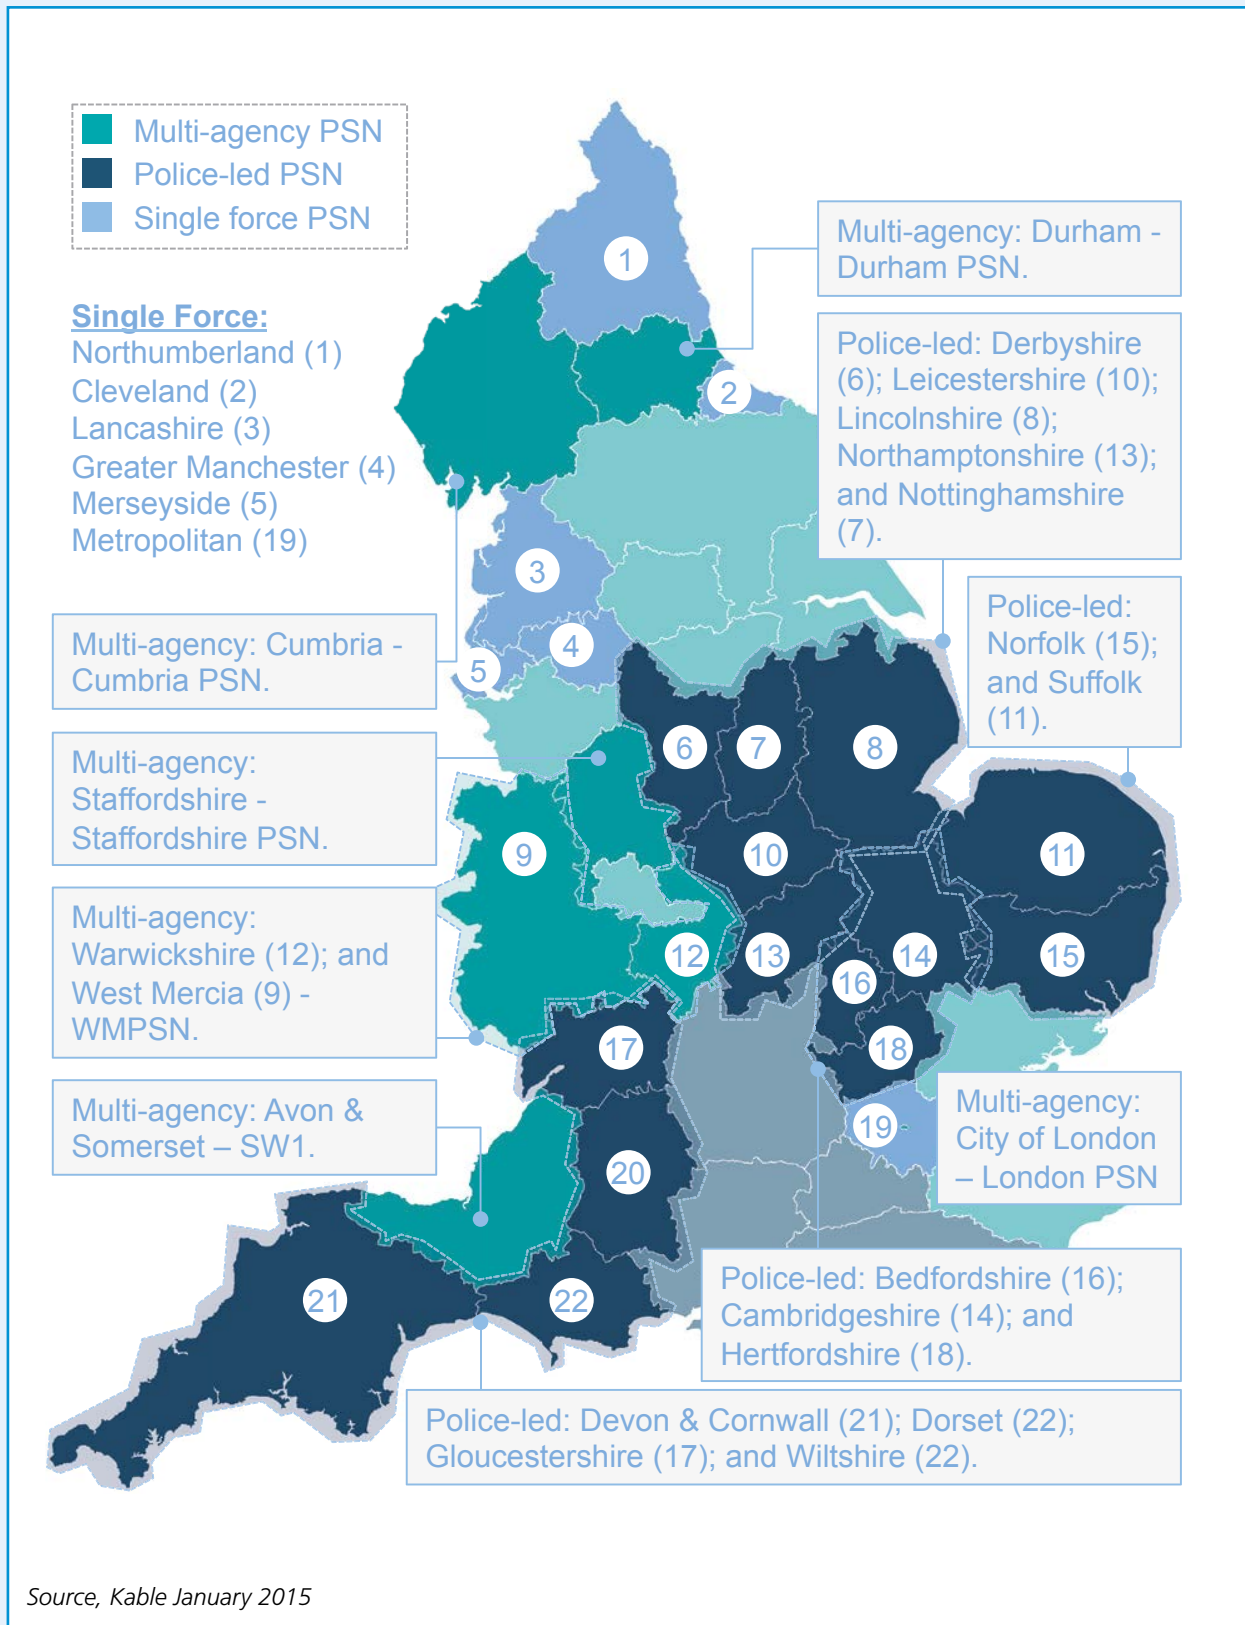 Multi-agency PSN
Police-led PSN
Single force PSN
Single Force:
Northumberland (1)
Cleveland (2)
Lancashire (3)
Greater Manchester (4)
Merseyside (5)
Metropolitan (19)
Multi-agency: Durham -
Durham PSN.
Police-led: Derbyshire
(6); Leicestershire (10);
Lincolnshire (8);
Northamptonshire (13);
and Nottinghamshire
(7).
Police-led:
Norfolk (15);
and Suffolk
(11).
Multi-agency: Cumbria -
Cumbria PSN.
Multi-agency:
Staffordshire -
Staffordshire PSN.
Multi-agency:
Warwickshire (12); and
West Mercia (9) -
WMPSN.
Multi-agency: Avon &
Somerset – SW1.
Multi-agency:
City of London
– London PSN
Police-led: Bedfordshire (16);
Cambridgeshire (14); and
Hertfordshire (18).
Police-led: Devon & Cornwall (21); Dorset (22);
Gloucestershire (17); and Wiltshire (22).
1
2
3
4
5
6
7
8
9
10
11
12
13
14
15
16
17
18
19
20
21
22
Source, Kable January 2015